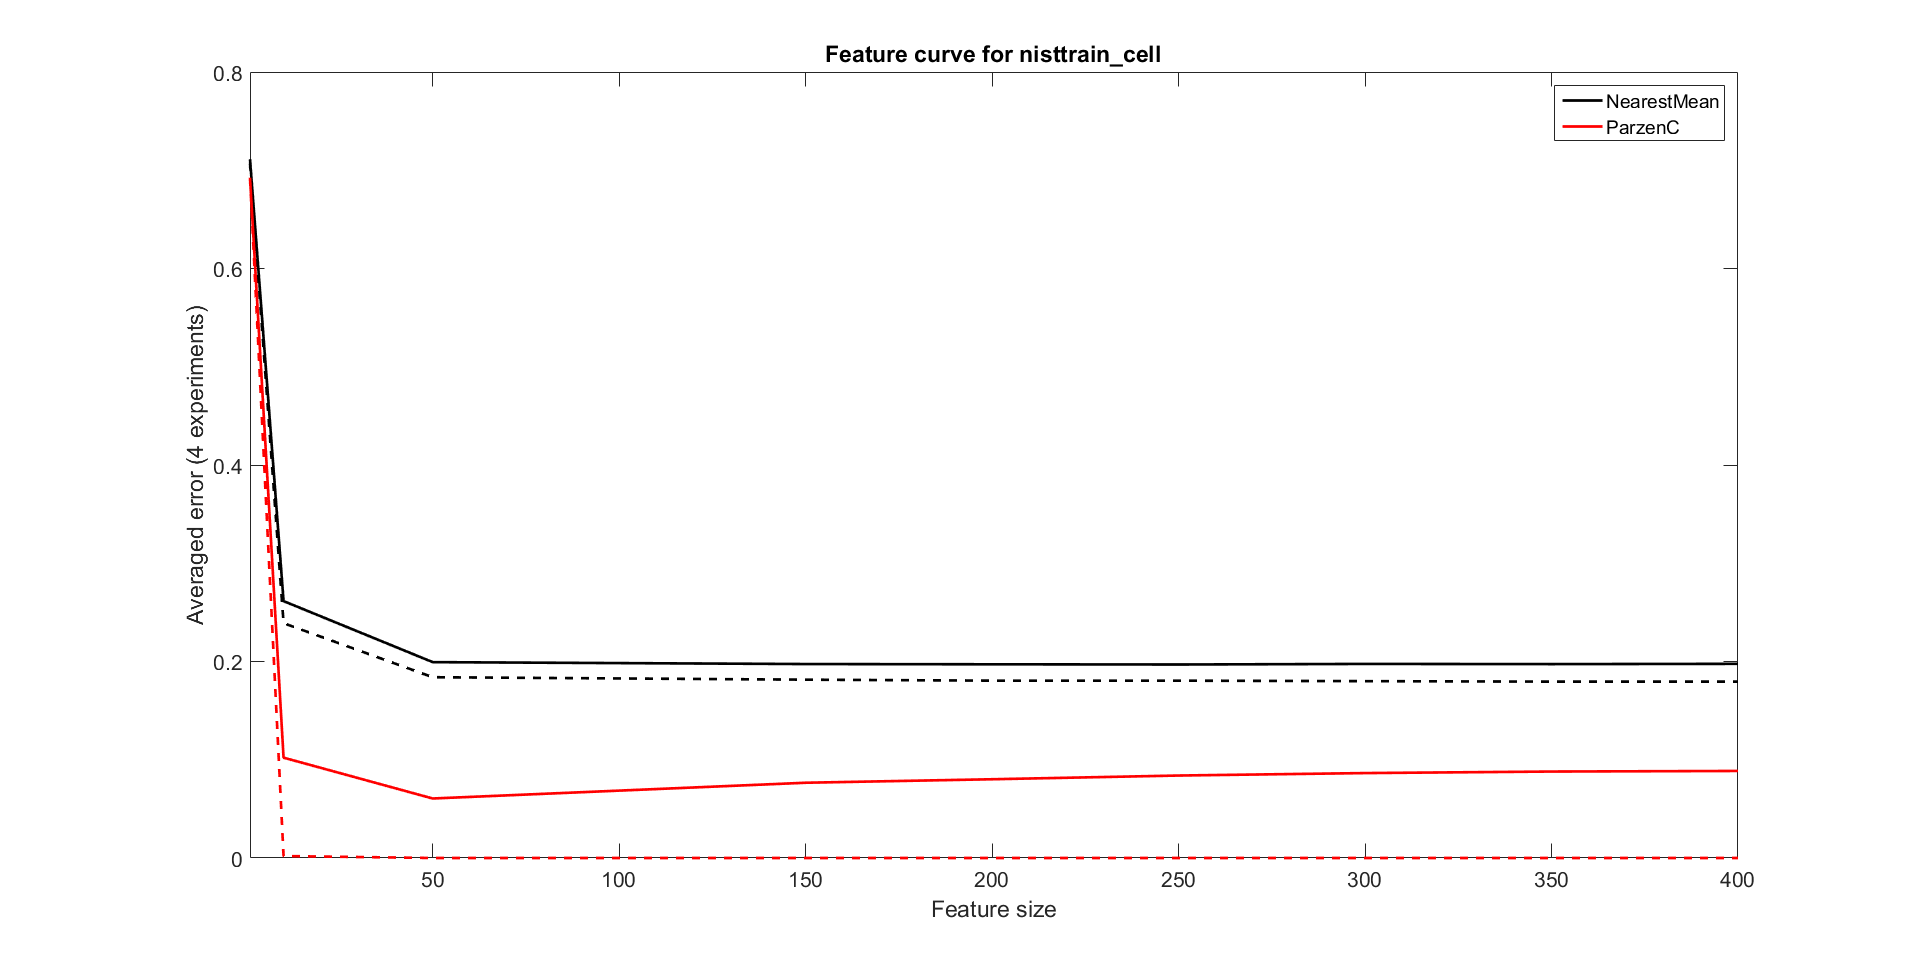 Feature curve for nisttrain_cell
NearestMean
ParzenC
Averaged error (4 experiments)
0.8
0.6
0.4
0.2
0
50 100 150 200 250 300 350 400
Feature size